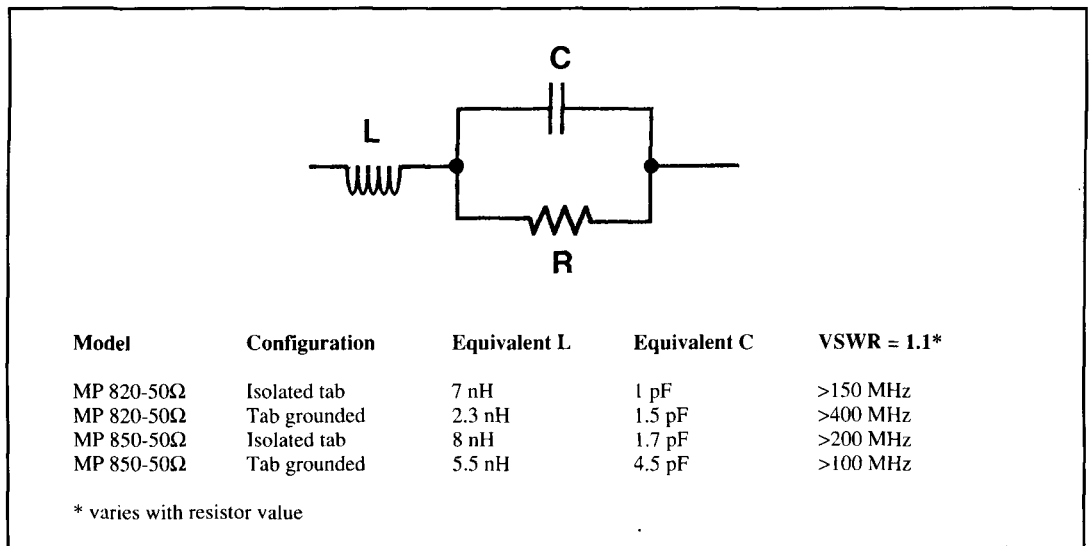 C
L
R
Model Configuration Equivalent L Equivalent C VSWR = 1.1*
MP 820-50Ω Isolated tab 7 nH 1 pF >150 MHz
MP 820-50Ω Tab grounded 2.3 nH 1.5 pF >400 MHz
MP 850-50Ω Isolated tab 8 nH 1.7 pF >200 MHz
MP 850-50Ω Tab grounded 5.5 nH 4.5 pF >100 MHz
* varies with resistor value